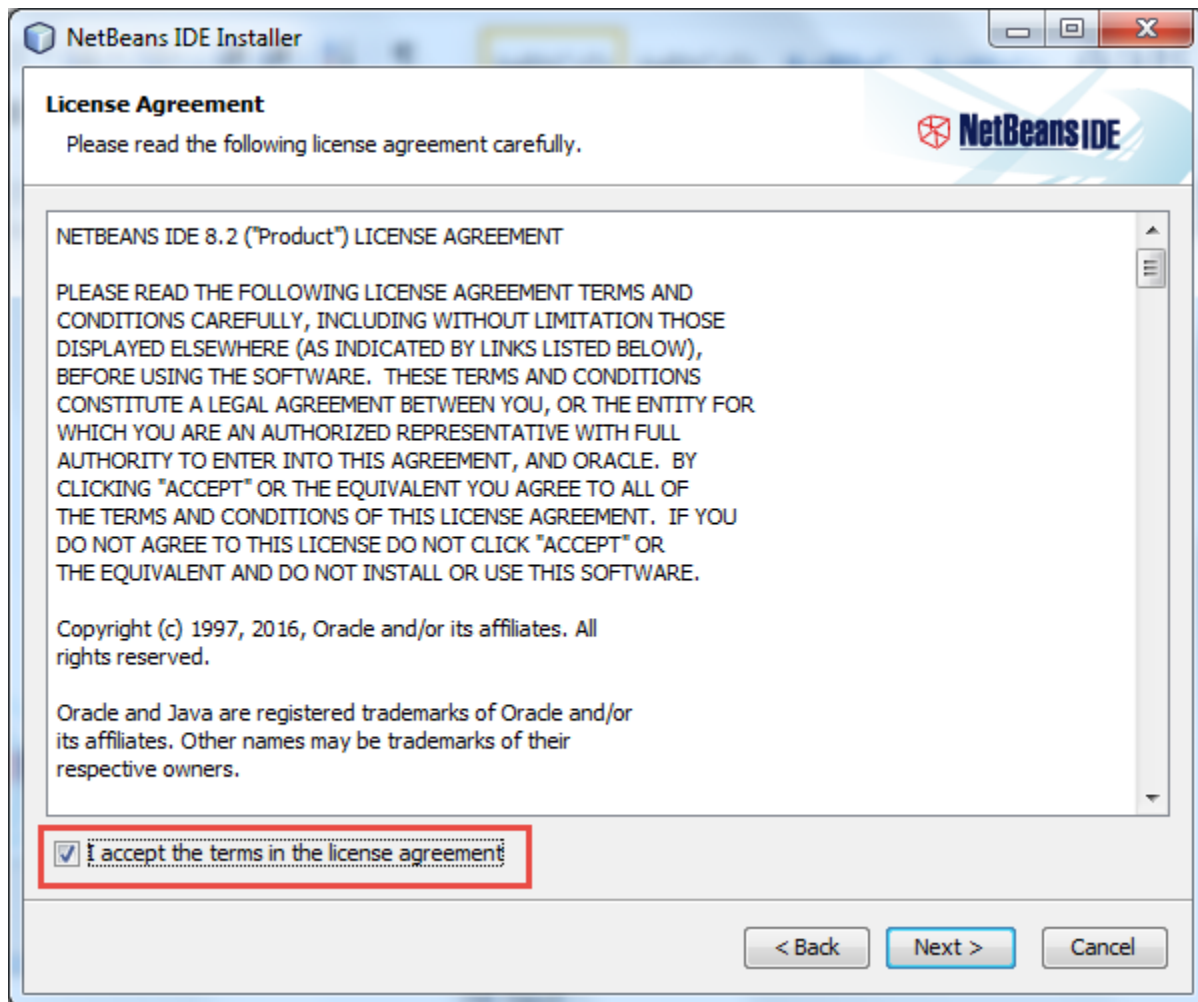 NetBeans IDE Installer
License Agreement
Please read the following license agreement carefully.
NetBeans IDE
NETBEANS IDE 8.2 ("Product") LICENSE AGREEMENT
PLEASE READ THE FOLLOWING LICENSE AGREEMENT TERMS AND
CONDITIONS CAREFULLY, INCLUDING WITHOUT LIMITATION THOSE
DISPLAYED ELSEWHERE (AS INDICATED BY LINKS LISTED BELOW),
BEFORE USING THE SOFTWARE.  THESE TERMS AND CONDITIONS
CONSTITUTE A LEGAL AGREEMENT BETWEEN YOU, OR THE ENTITY FOR
WHICH YOU ARE AN AUTHORIZED REPRESENTATIVE WITH FULL
AUTHORITY TO ENTER INTO THIS AGREEMENT, AND ORACLE.  BY
CLICKING "ACCEPT" OR THE EQUIVALENT YOU AGREE TO ALL OF
THE TERMS AND CONDITIONS OF THIS LICENSE AGREEMENT.  IF YOU
DO NOT AGREE TO THIS LICENSE DO NOT CLICK "ACCEPT" OR
THE EQUIVALENT AND DO NOT INSTALL OR USE THIS SOFTWARE.
Copyright (c) 1997, 2016, Oracle and/or its affiliates. All
rights reserved.
Oracle and Java are registered trademarks of Oracle and/or
its affiliates. Other names may be trademarks of their
respective owners.
I accept the terms in the license agreement
< Back
Next >
Cancel